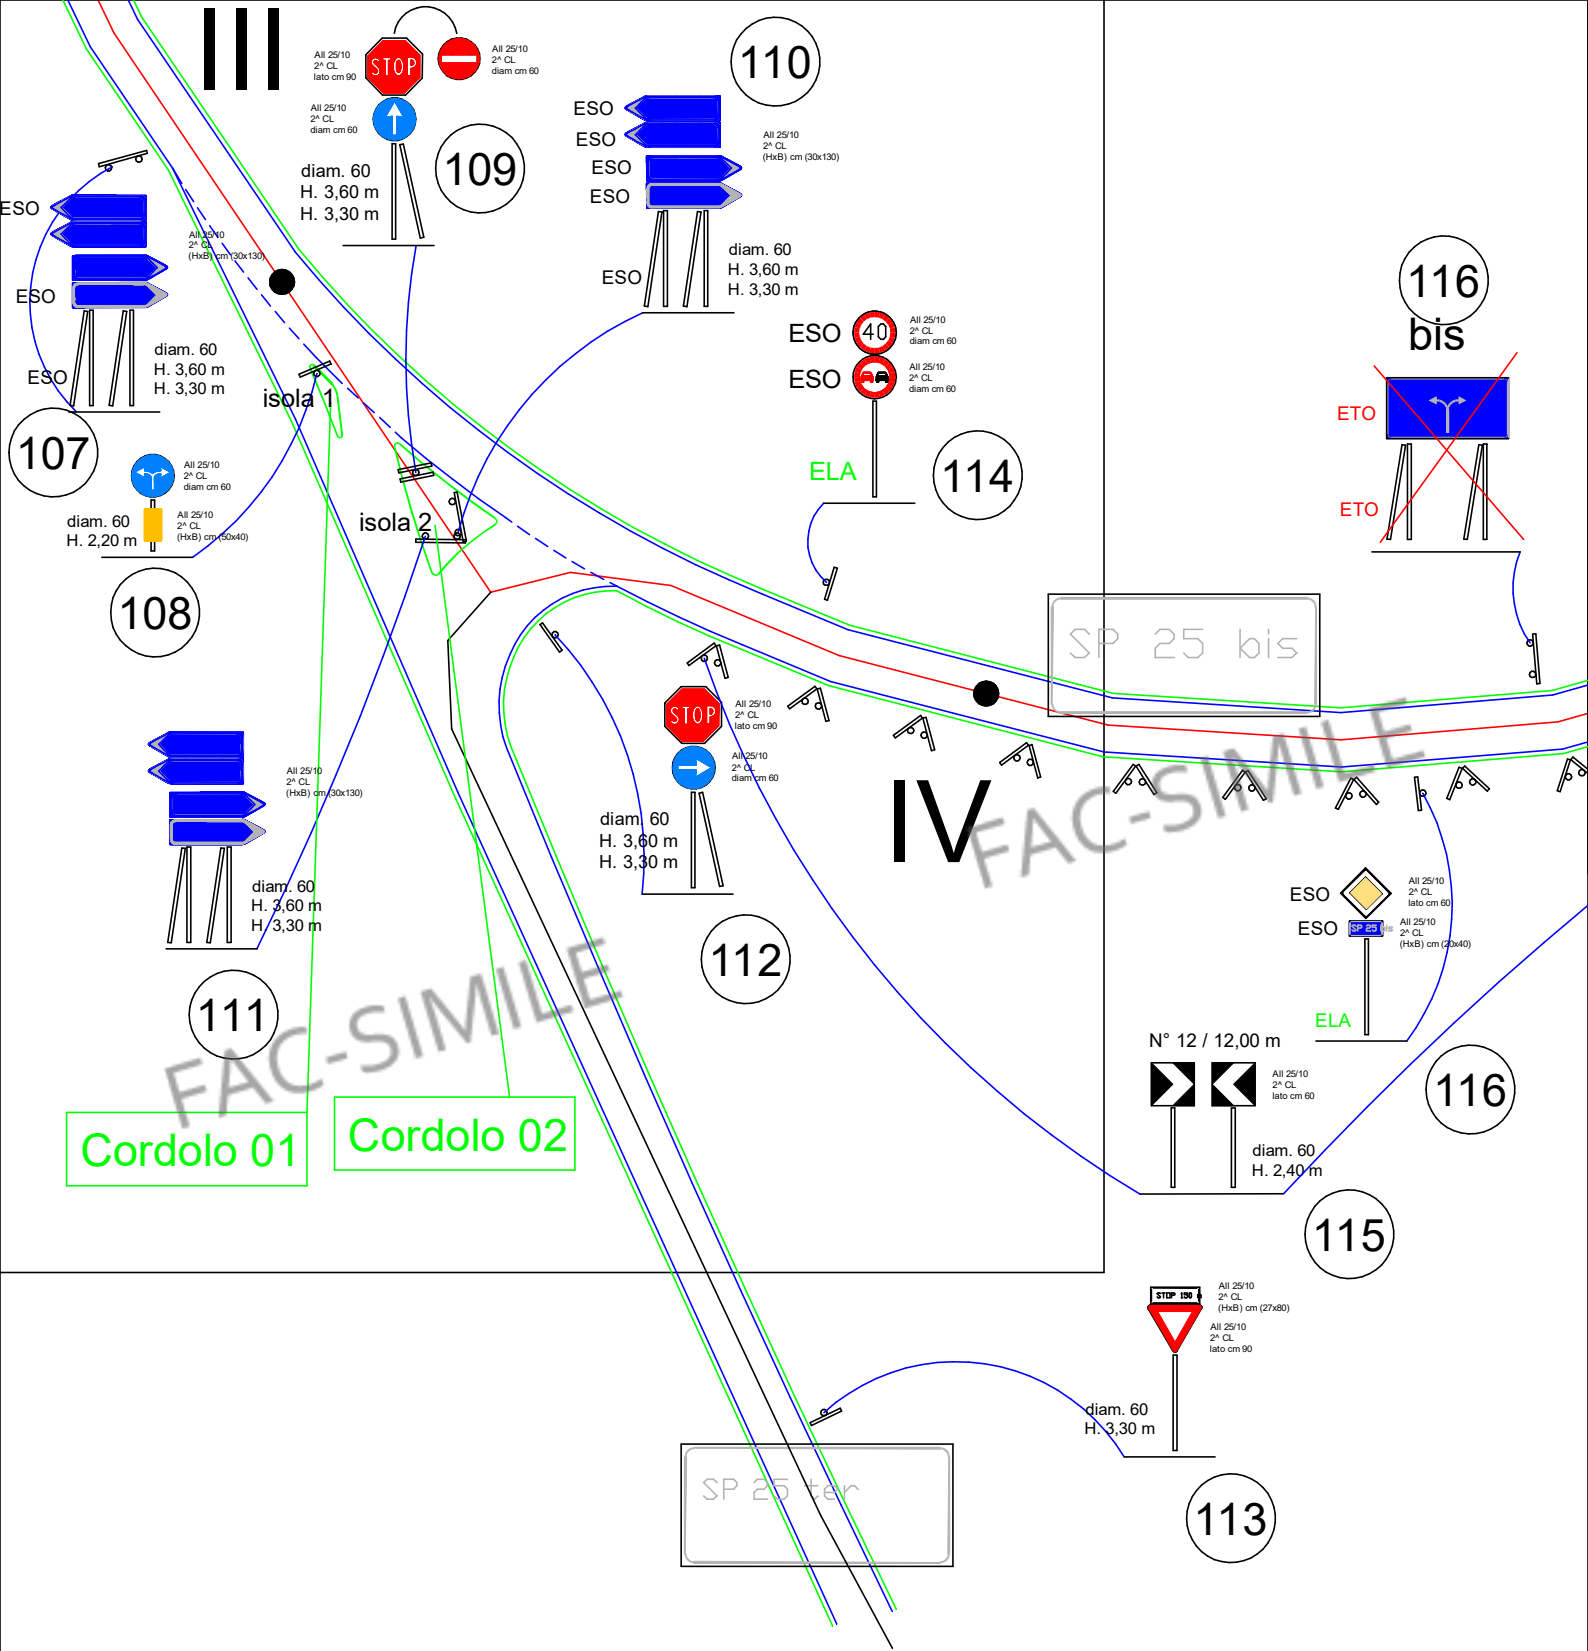 III
All 25/10
2^ CL
lato cm 90
STOP
All 25/10
2^ CL
diam cm 60
All 25/10
2^ CL
diam cm 60
diam. 60
H. 3,60 m
H. 3,30 m
109
110
ESO
ESO
ESO
ESO
All 25/10
2^ CL
(HxB) cm (30x130)
ESO
diam. 60
H. 3,60 m
H. 3,30 m
ESO
All 25/10
2^ CL
(HxB) cm (30x130)
ESO
ESO
diam. 60
H. 3,60 m
H. 3,30 m
107
isola 1
isola 2
All 25/10
2^ CL
diam cm 60
All 25/10
2^ CL
(HxB) cm (50x40)
diam. 60
H. 2,20 m
108
ESO
40
All 25/10
2^ CL
diam cm 60
ESO
All 25/10
2^ CL
diam cm 60
ELA
114
116
bis
ETO
ETO
SP 25 bis
STOP
All 25/10
2^ CL
lato cm 90
All 25/10
2^ CL
diam cm 60
diam. 60
H. 3,60 m
H. 3,30 m
112
IV
FAC-SIMILE
All 25/10
2^ CL
(HxB) cm (30x130)
diam. 60
H. 3,60 m
H. 3,30 m
111
FAC-SIMILE
Cordolo 01
Cordolo 02
ESO
All 25/10
2^ CL
lato cm 60
ESO
SP 25 bis
All 25/10
2^ CL
(HxB) cm (20x40)
ELA
116
N° 12 / 12,00 m
All 25/10
2^ CL
lato cm 60
diam. 60
H. 2,40 m
115
STOP 150 m
All 25/10
2^ CL
(HxB) cm (27x80)
All 25/10
2^ CL
lato cm 90
diam. 60
H. 3,30 m
113
SP 25 ter